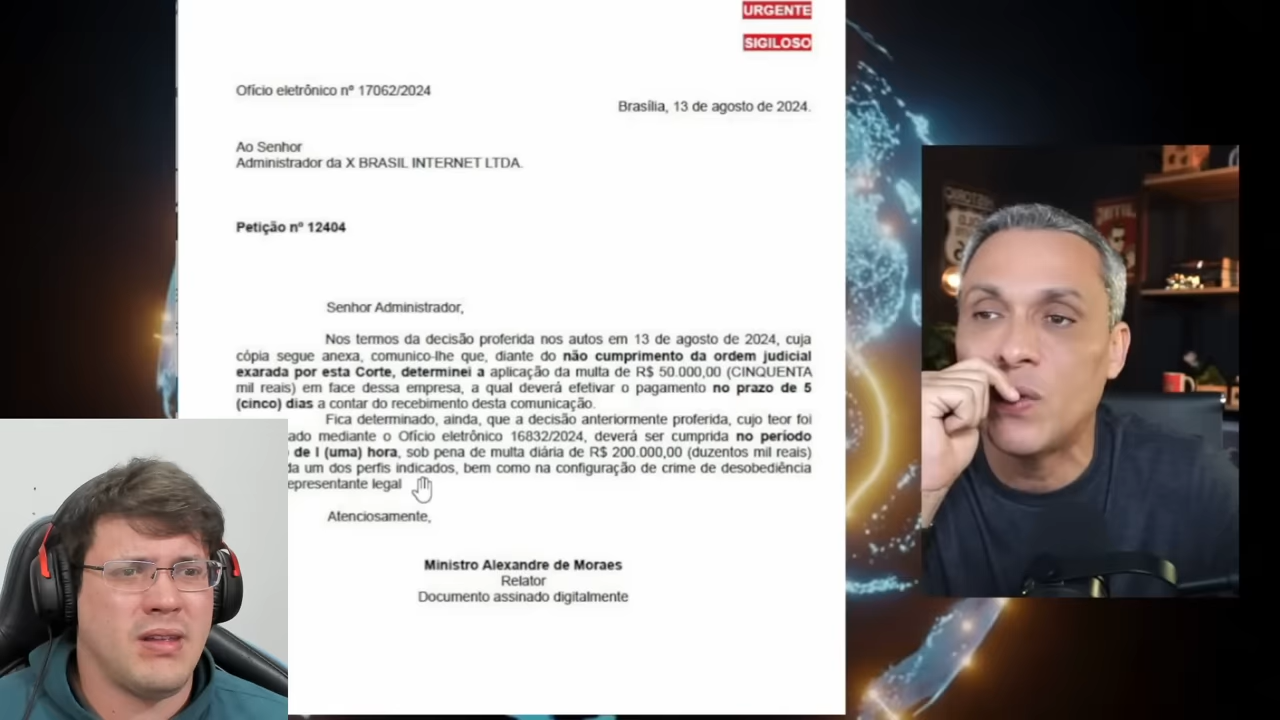 URGENTE
SIGILOSO
Ofício eletrônico nº 17062/2024
Brasília, 13 de agosto de 2024.
Ao Senhor
Administrador da X BRASIL INTERNET LTDA.
Petição nº 12404
Senhor Administrador,
Nos termos da decisão proferida nos autos em 13 de agosto de 2024, cuja
cópia segue anexa, comunico-lhe que, diante do não cumprimento da ordem judicial
exarada por esta Corte, determinei a aplicação da multa de R$ 50.000,00 (CINQUENTA
mil reais) em face dessa empresa, a qual deverá efetivar o pagamento no prazo de 5
(cinco) dias a contar do recebimento desta comunicação.
Fica determinado, ainda, que a decisão anteriormente proferida, cujo teor foi
ado mediante o Ofício eletrônico 16832/2024, deverá ser cumprida no período
de I (uma) hora, sob pena de multa diária de R$ 200.000,00 (duzentos mil reais)
da um dos perfis indicados, bem como na configuração de crime de desobediência
epresentante legal
Atenciosamente,
Ministro Alexandre de Moraes
Relator
Documento assinado digitalmente